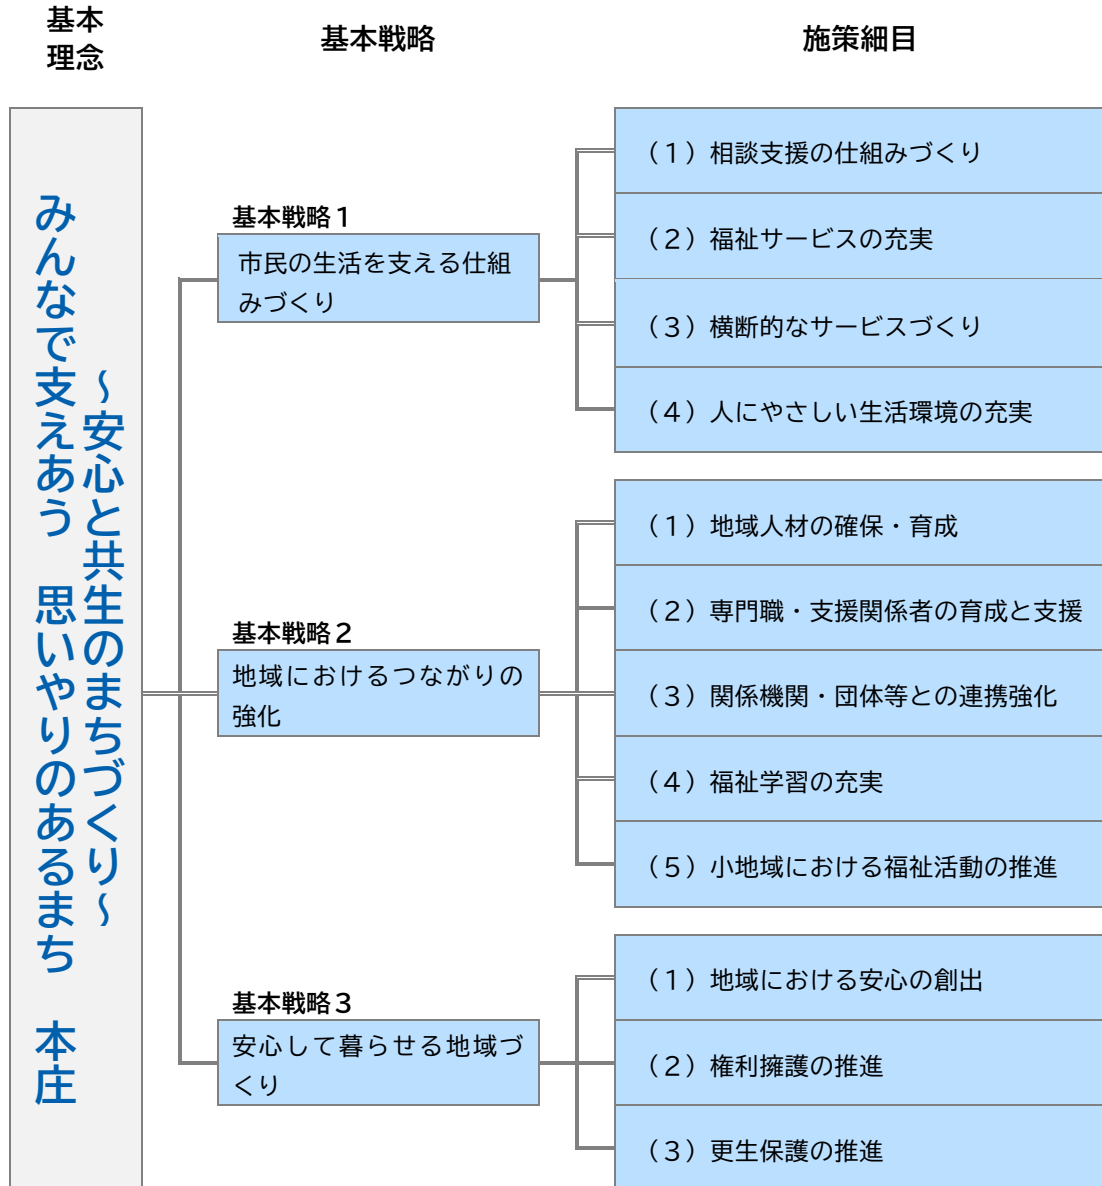 基本
理念
基本戦略
施策細目
みんなで支えあう　思いやりのあるまち　本庄
～安心と共生のまちづくり～
基本戦略１
市民の生活を支える仕組
みづくり
（１）相談支援の仕組みづくり
（２）福祉サービスの充実
（３）横断的なサービスづくり
（４）人にやさしい生活環境の充実
基本戦略２
地域におけるつながりの
強化
（１）地域人材の確保・育成
（２）専門職・支援関係者の育成と支援
（３）関係機関・団体等との連携強化
（４）福祉学習の充実
（５）小地域における福祉活動の推進
基本戦略３
安心して暮らせる地域づ
くり
（１）地域における安心の創出
（２）権利擁護の推進
（３）更生保護の推進